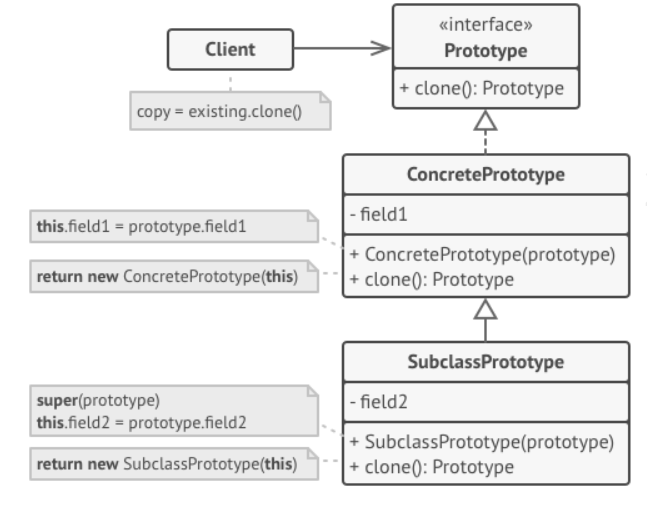 Client
«interface»
Prototype
+ clone(): Prototype
copy = existing.clone()
ConcretePrototype
- field1
this.field1 = prototype.field1
+ ConcretePrototype(prototype)
return new ConcretePrototype(this)
+ clone(): Prototype
SubclassPrototype
- field2
super(prototype)
this.field2 = prototype.field2
+ SubclassPrototype(prototype)
return new SubclassPrototype(this)
+ clone(): Prototype